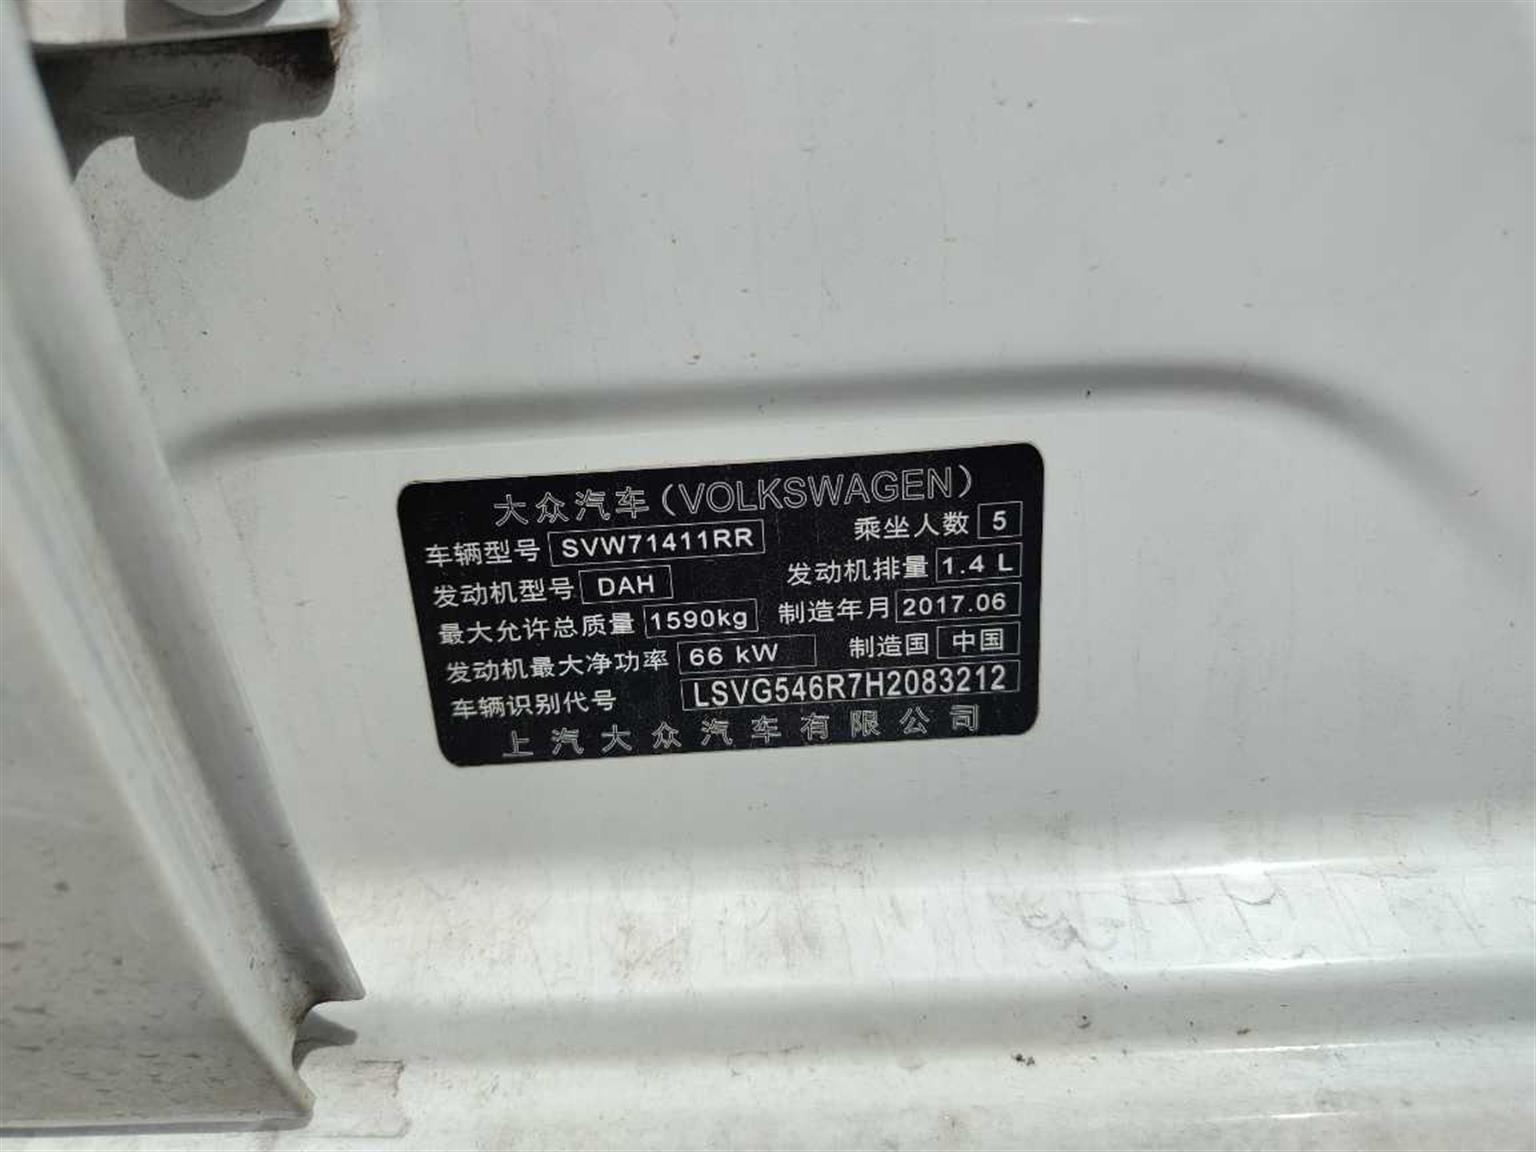 大众汽车（VOLKSWAGEN）
车辆型号 SVW71411RR 乘坐人数 5
发动机型号 DAH 发动机排量 1.4 L
最大允许总质量 1590kg 制造年月 2017.06
发动机最大净功率 66 kW 制造国 中国
车辆识别代号 LSVG546R7H2083212
上汽大众汽车有限公司